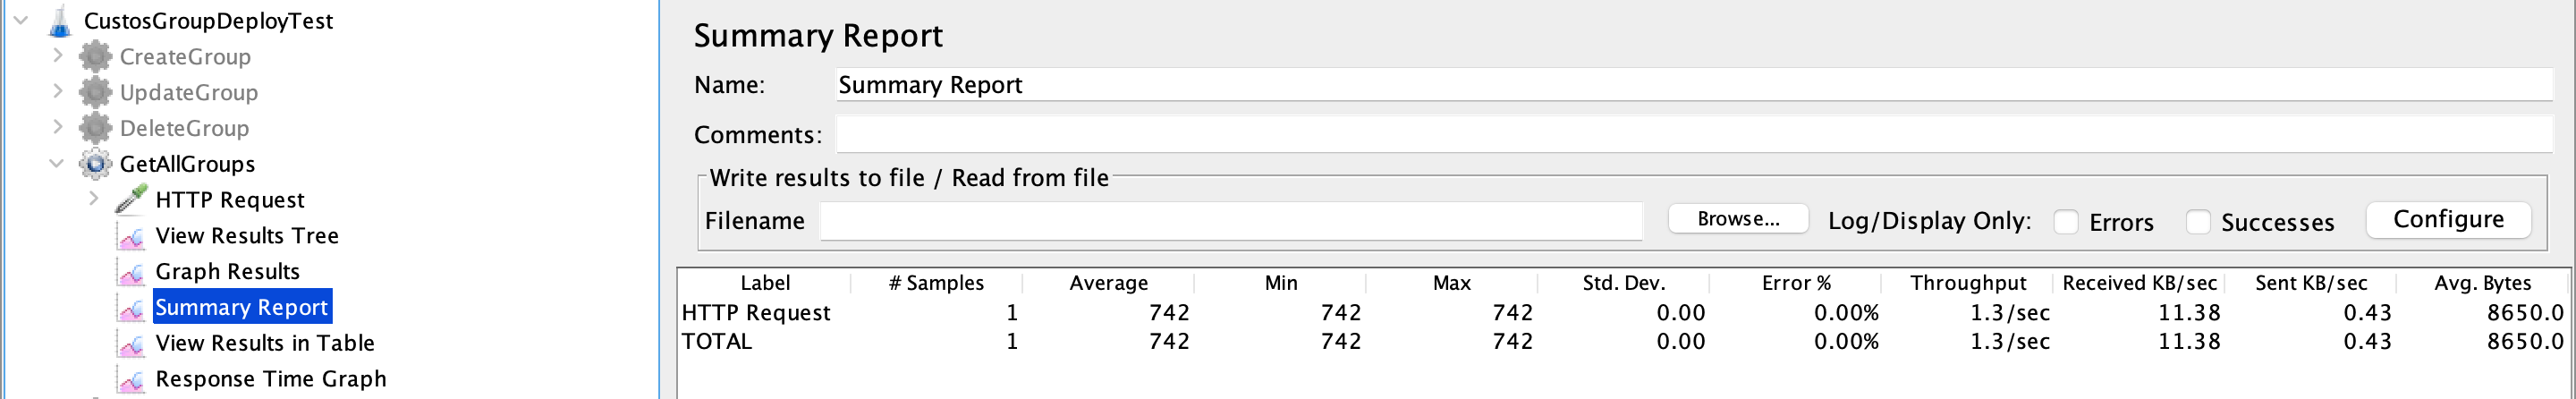 CustosGroupDeployTest
CreateGroup
UpdateGroup
DeleteGroup
GetAllGroups
HTTP Request
View Results Tree
Graph Results
Summary Report
View Results in Table
Response Time Graph
Summary Report
Name: Summary Report
Comments:
Write results to file / Read from file
Filename Browse... Log/Display Only: Errors Successes Configure
Label # Samples Average Min Max Std. Dev. Error % Throughput Received KB/sec Sent KB/sec Avg. Bytes
HTTP Request 1 742 742 742 0.00 0.00% 1.3/sec 11.38 0.43 8650.0
TOTAL 1 742 742 742 0.00 0.00% 1.3/sec 11.38 0.43 8650.0